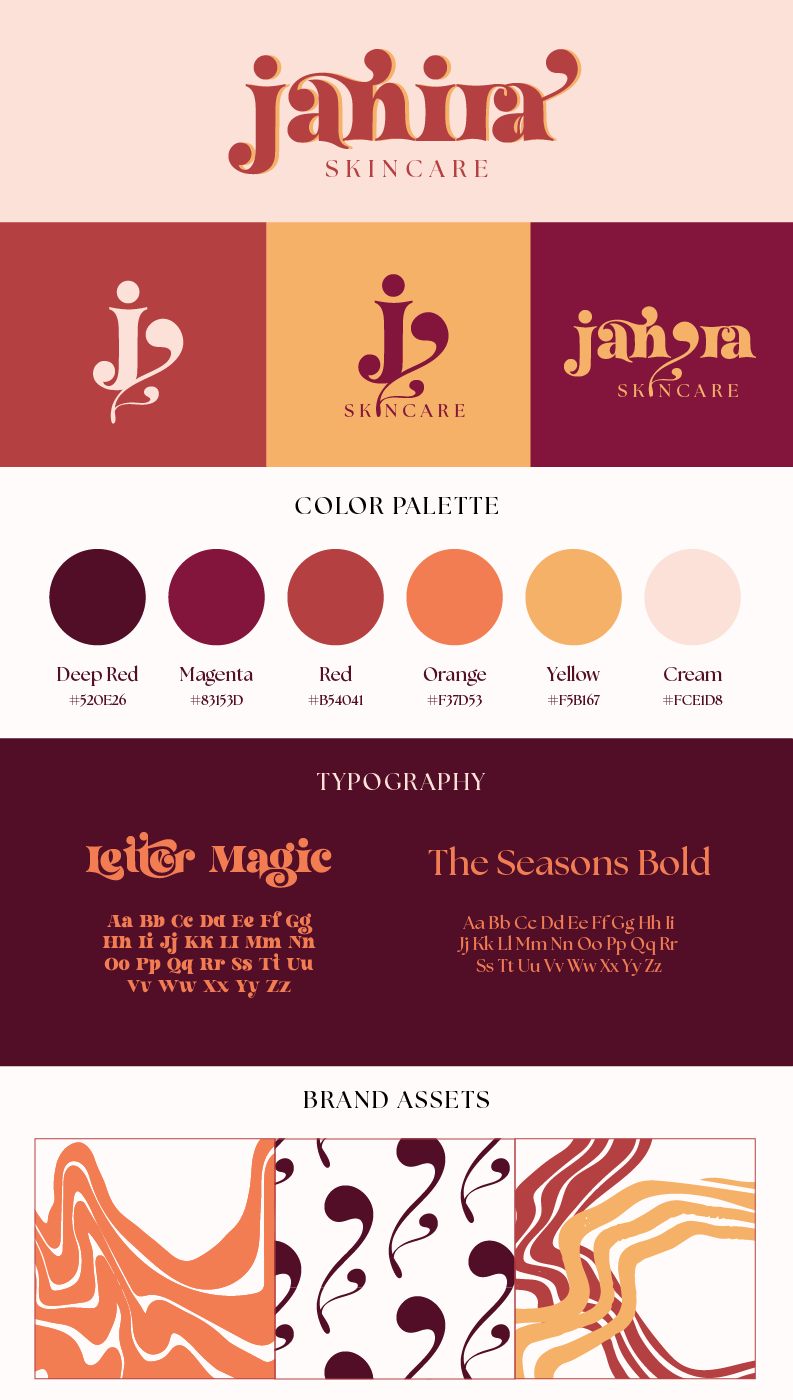 jahira
SKINCARE
j
j
SKINCARE
jahira
SKINCARE
COLOR PALETTE
Deep Red
#520E26
Magenta
#83153D
Red
#B54041
Orange
#F37D53
Yellow
#F5B167
Cream
#FCE1D8
TYPOGRAPHY
Letter Magic
Aa Bb Cc Dd Ee Ff Gg
Hh Ii Jj Kk Ll Mm Nn
Oo Pp Qq Rr Ss Tt Uu
Vv Ww Xx Yy Zz
The Seasons Bold
Aa Bb Cc Dd Ee Ff Gg Hh Ii
Jj Kk Ll Mm Nn Oo Pp Qq Rr
Ss Tt Uu Vv Ww Xx Yy Zz
BRAND ASSETS